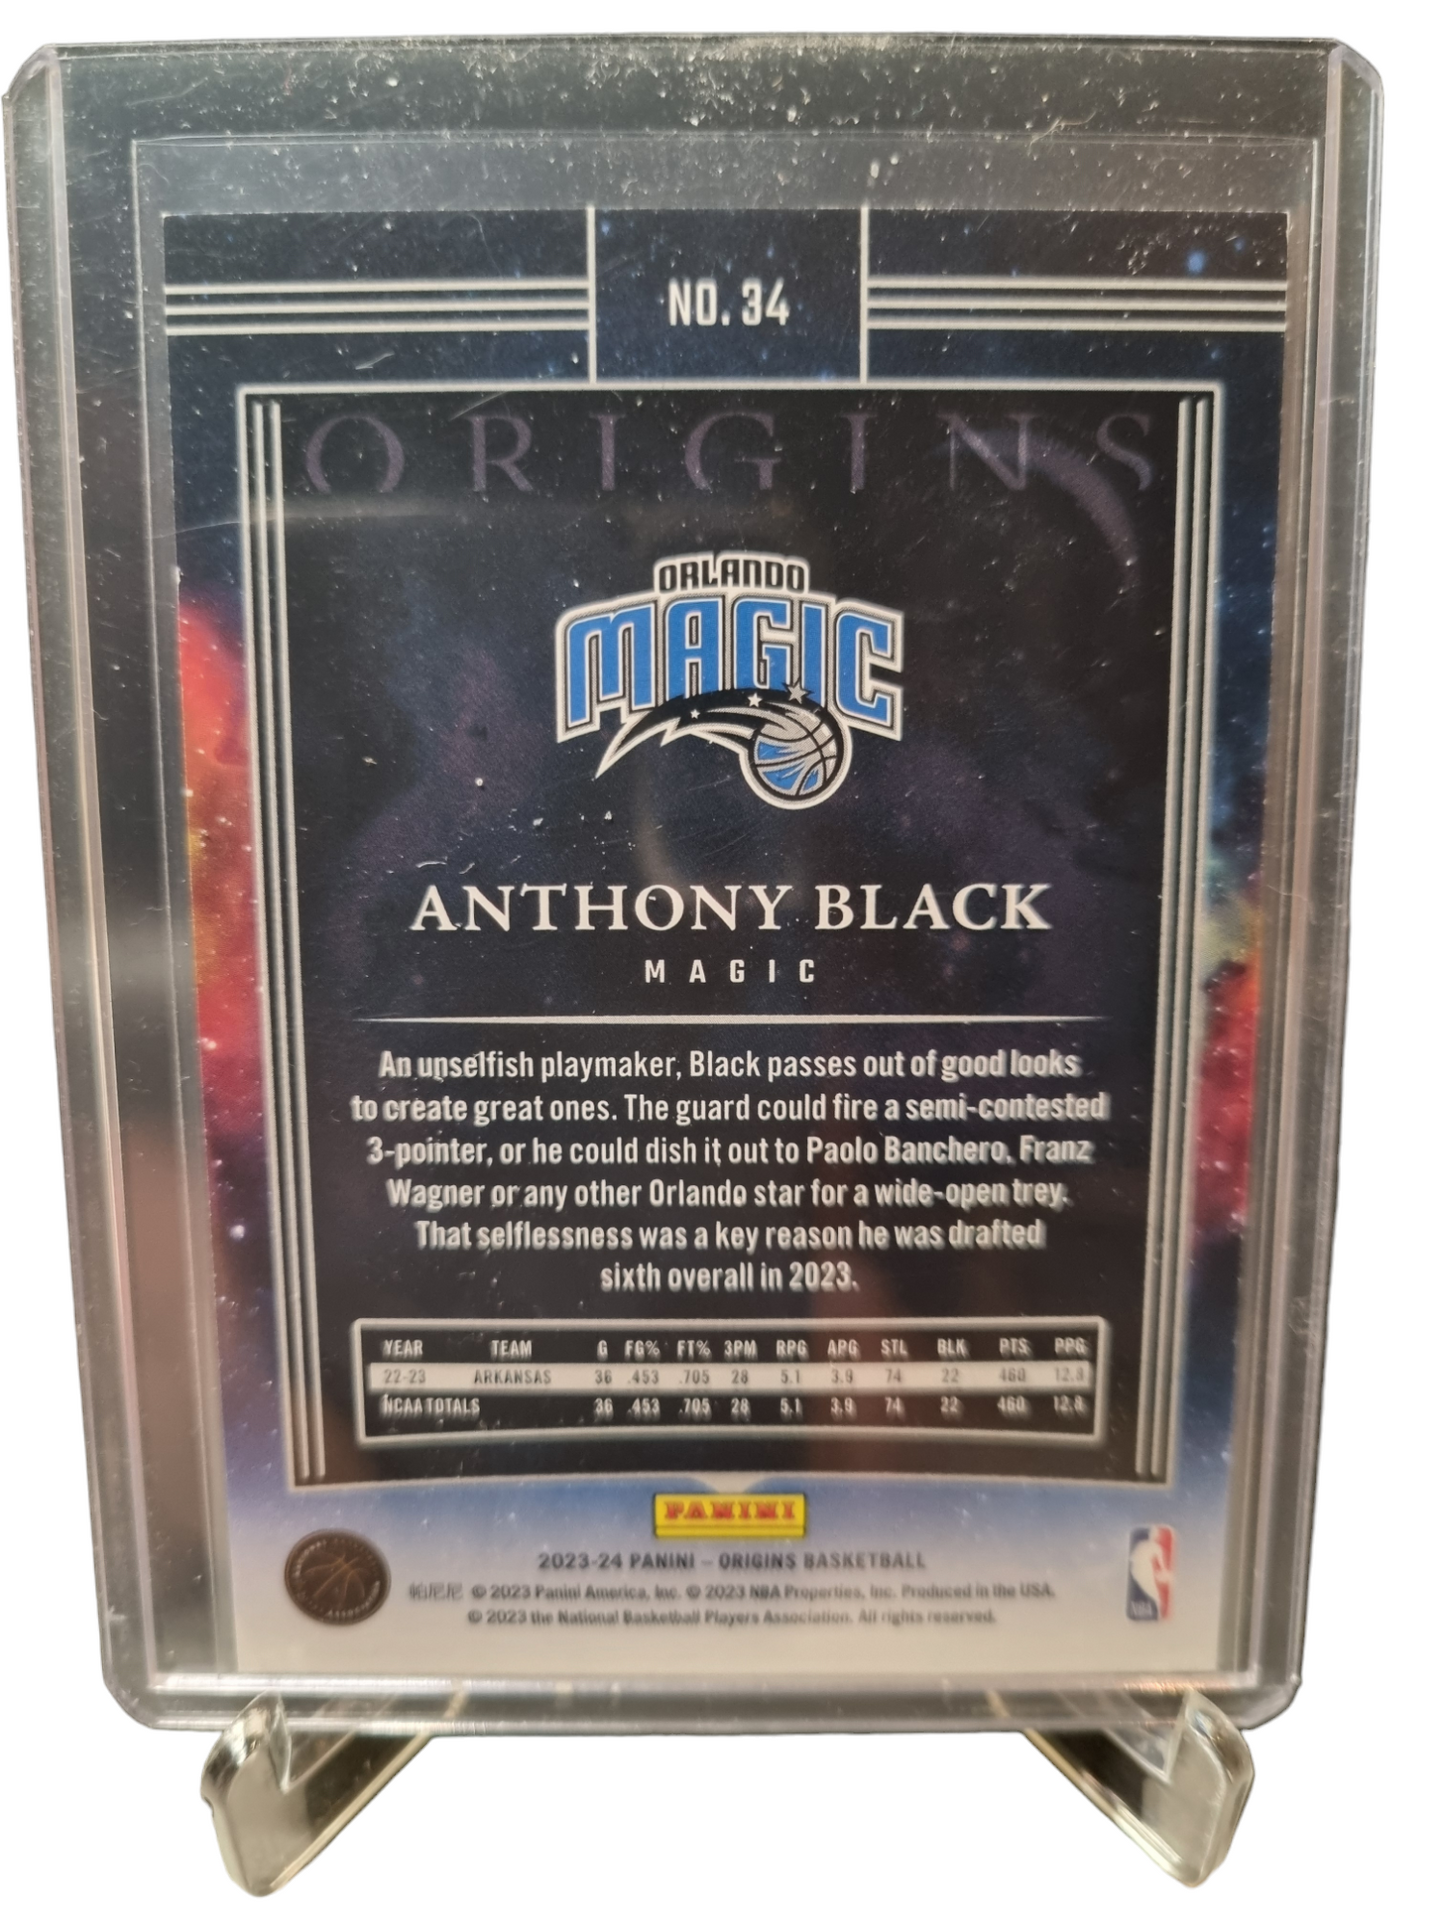 NO. 34
ORIGINS
ORLANDO
MAGIC
ANTHONY BLACK
MAGIC
An unselfish playmaker, Black passes out of good looks
to create great ones. The guard could fire a semi-contested
3-pointer, or he could dish it out to Paolo Banchero, Franz
Wagner or any other Orlando star for a wide-open trey.
That selflessness was a key reason he was drafted
sixth overall in 2023.
YEAR TEAM G FG% FT% 3PM RPG APG STL BLK PTS PPG
22-23 ARKANSAS 36 .453 .705 28 5.1 3.9 74 22 460 12.8
NCAA TOTALS 36 .453 .705 28 5.1 3.9 74 22 460 12.8
PANINI
2023-24 PANINI – ORIGINS BASKETBALL
帕尼尼 © 2023 Panini America, Inc. © 2023 NBA Properties, Inc. Produced in the USA.
© 2023 the National Basketball Players Association. All rights reserved.
NBA